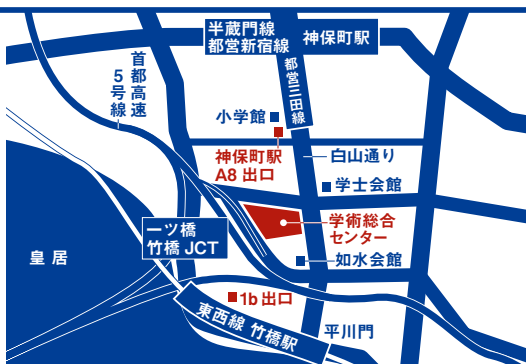 半蔵門線
都営新宿線
神保町駅
首都高速
5号線
都営三田線
小学館
神保町駅
A8 出口
白山通り
学士会館
学術総合
センター
一ツ橋
竹橋 JCT
皇居
如水会館
1b 出口
東西線 竹橋駅
平川門